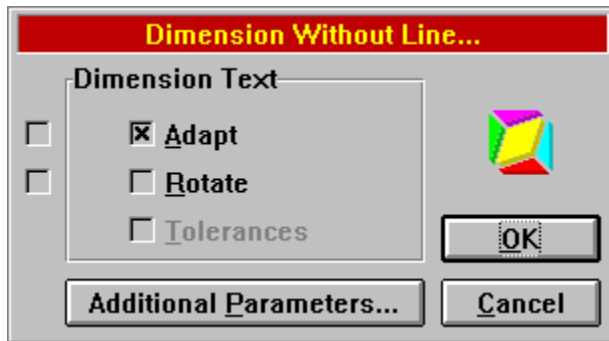 Dimension Without Line...
Dimension Text
Adapt
Rotate
Tolerances
OK
Additional Parameters...
Cancel